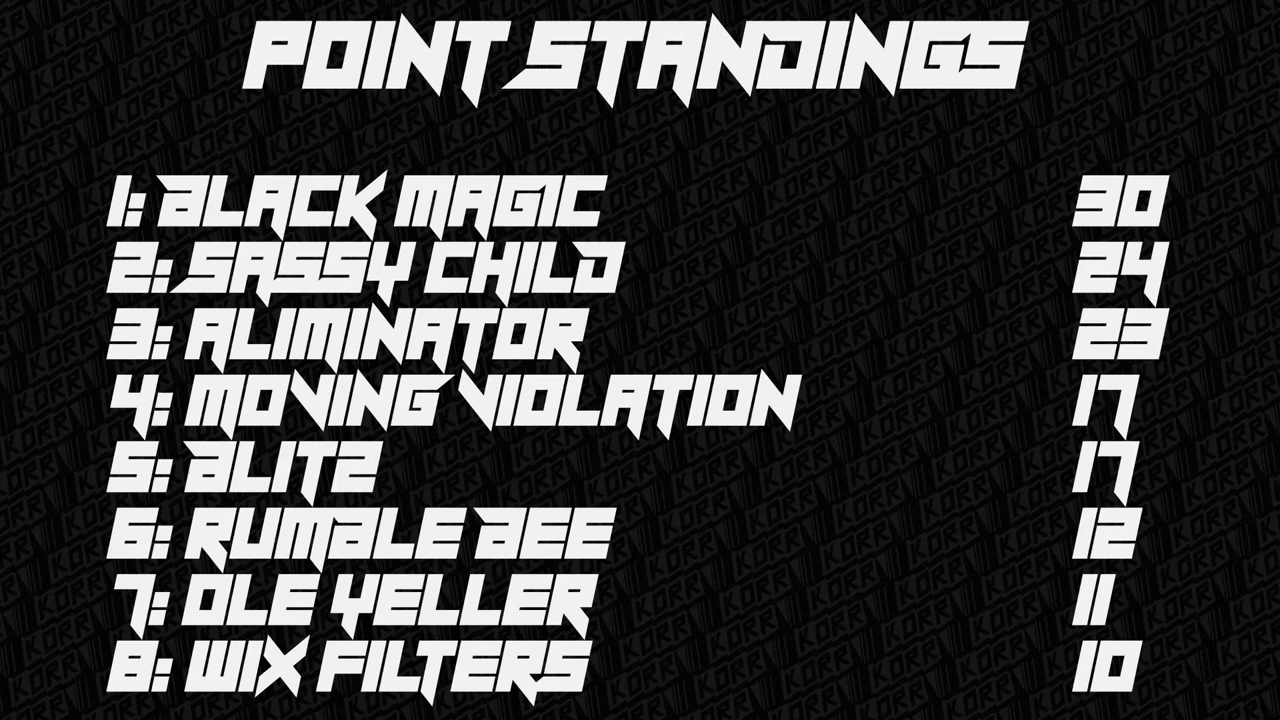 POINT STANDINGS
1: BLACK MAGIC 30
2: SASSY CHILD 24
3: ALIMINATOR 23
4: MOVING VIOLATION 17
5: BLITZ 17
6: RUMBLE BEE 12
7: OLE YELLER 11
8: WIX FILTERS 10